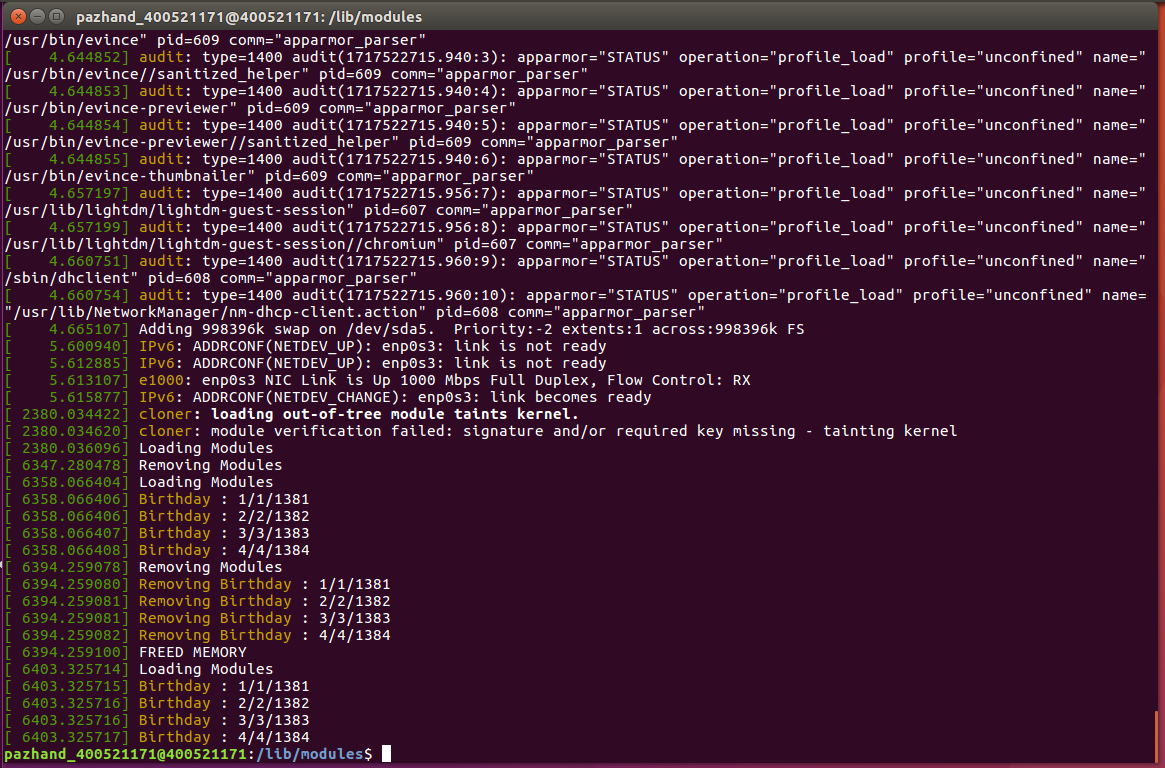 pazhand_400521171@400521171: /lib/modules
/usr/bin/evince" pid=609 comm="apparmor_parser"
[    4.644852] audit: type=1400 audit(1717522715.940:3): apparmor="STATUS" operation="profile_load" profile="unconfined" name="
/usr/bin/evince//sanitized_helper" pid=609 comm="apparmor_parser"
[    4.644853] audit: type=1400 audit(1717522715.940:4): apparmor="STATUS" operation="profile_load" profile="unconfined" name="
/usr/bin/evince-previewer" pid=609 comm="apparmor_parser"
[    4.644854] audit: type=1400 audit(1717522715.940:5): apparmor="STATUS" operation="profile_load" profile="unconfined" name="
/usr/bin/evince-previewer//sanitized_helper" pid=609 comm="apparmor_parser"
[    4.644855] audit: type=1400 audit(1717522715.940:6): apparmor="STATUS" operation="profile_load" profile="unconfined" name="
/usr/bin/evince-thumbnailer" pid=609 comm="apparmor_parser"
[    4.657197] audit: type=1400 audit(1717522715.956:7): apparmor="STATUS" operation="profile_load" profile="unconfined" name="
/usr/lib/lightdm/lightdm-guest-session" pid=607 comm="apparmor_parser"
[    4.657199] audit: type=1400 audit(1717522715.956:8): apparmor="STATUS" operation="profile_load" profile="unconfined" name="
/usr/lib/lightdm/lightdm-guest-session//chromium" pid=607 comm="apparmor_parser"
[    4.660751] audit: type=1400 audit(1717522715.960:9): apparmor="STATUS" operation="profile_load" profile="unconfined" name="
/sbin/dhclient" pid=608 comm="apparmor_parser"
[    4.660754] audit: type=1400 audit(1717522715.960:10): apparmor="STATUS" operation="profile_load" profile="unconfined" name=
"/usr/lib/NetworkManager/nm-dhcp-client.action" pid=608 comm="apparmor_parser"
[    4.665107] Adding 998396k swap on /dev/sda5.  Priority:-2 extents:1 across:998396k FS
[    5.600940] IPv6: ADDRCONF(NETDEV_UP): enp0s3: link is not ready
[    5.612885] IPv6: ADDRCONF(NETDEV_UP): enp0s3: link is not ready
[    5.613107] e1000: enp0s3 NIC Link is Up 1000 Mbps Full Duplex, Flow Control: RX
[    5.615877] IPv6: ADDRCONF(NETDEV_CHANGE): enp0s3: link becomes ready
[ 2380.034422] cloner: loading out-of-tree module taints kernel.
[ 2380.034620] cloner: module verification failed: signature and/or required key missing - tainting kernel
[ 2380.036096] Loading Modules
[ 6347.280478] Removing Modules
[ 6358.066404] Loading Modules
[ 6358.066406] Birthday : 1/1/1381
[ 6358.066406] Birthday : 2/2/1382
[ 6358.066407] Birthday : 3/3/1383
[ 6358.066408] Birthday : 4/4/1384
[ 6394.259078] Removing Modules
[ 6394.259080] Removing Birthday : 1/1/1381
[ 6394.259081] Removing Birthday : 2/2/1382
[ 6394.259081] Removing Birthday : 3/3/1383
[ 6394.259082] Removing Birthday : 4/4/1384
[ 6394.259100] FREED MEMORY
[ 6403.325714] Loading Modules
[ 6403.325715] Birthday : 1/1/1381
[ 6403.325716] Birthday : 2/2/1382
[ 6403.325716] Birthday : 3/3/1383
[ 6403.325717] Birthday : 4/4/1384
pazhand_400521171@400521171:/lib/modules$